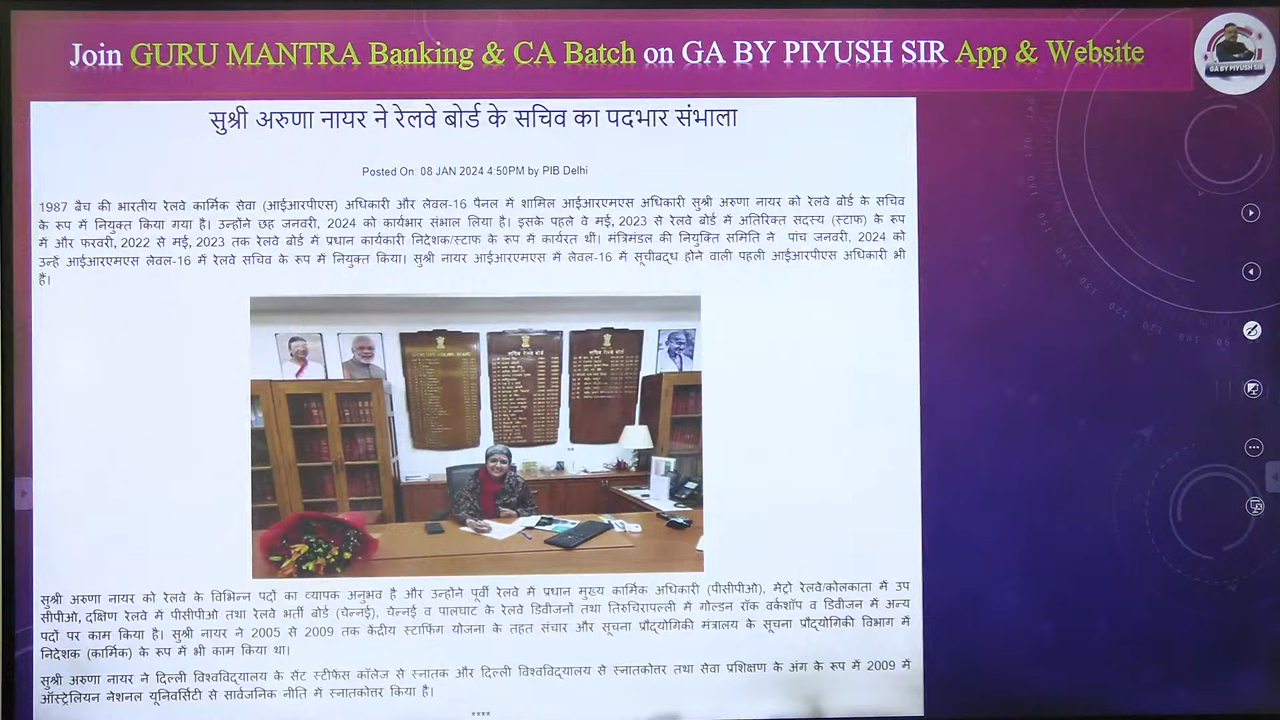 Join GURU MANTRA Banking & CA Batch on GA BY PIYUSH SIR App & Website
GA BY PIYUSH SIR
सुश्री अरुणा नायर ने रेलवे बोर्ड के सचिव का पदभार संभाला
Posted On: 08 JAN 2024 4:50PM by PIB Delhi
1987 बैच की भारतीय रेलवे कार्मिक सेवा (आईआरपीएस) अधिकारी और लेवल-16 पैनल में शामिल आईआरएमएस अधिकारी सुश्री अरुणा नायर को रेलवे बोर्ड के सचिव
के रूप में नियुक्त किया गया है। उन्होंने छह जनवरी, 2024 को कार्यभार संभाल लिया है। इसके पहले वे मई, 2023 से रेलवे बोर्ड में अतिरिक्त सदस्य (स्टाफ) के रूप
में और फरवरी, 2022 से मई, 2023 तक रेलवे बोर्ड में प्रधान कार्यकारी निदेशक/स्टाफ के रूप में कार्यरत थीं। मंत्रिमंडल की नियुक्ति समिति ने पांच जनवरी, 2024 को
उन्हें आईआरएमएस लेवल-16 में रेलवे सचिव के रूप में नियुक्त किया। सुश्री नायर आईआरएमएस में लेवल-16 में सूचीबद्ध होने वाली पहली आईआरपीएस अधिकारी भी
हैं।
सचिव रेलवे बोर्ड
सुश्री अरुणा नायर को रेलवे के विभिन्न पदों का व्यापक अनुभव है और उन्होंने पूर्वी रेलवे में प्रधान मुख्य कार्मिक अधिकारी (पीसीपीओ), मेट्रो रेलवे/कोलकाता में उप
सीपीओ, दक्षिण रेलवे में पीसीपीओ तथा रेलवे भर्ती बोर्ड (चेन्नई), चेन्नई व पालघाट के रेलवे डिवीजनों तथा तिरुचिरापल्ली में गोल्डन रॉक वर्कशॉप व डिवीजन में अन्य
पदों पर काम किया है। सुश्री नायर ने 2005 से 2009 तक केंद्रीय स्टाफिंग योजना के तहत संचार और सूचना प्रौद्योगिकी मंत्रालय के सूचना प्रौद्योगिकी विभाग में
निदेशक (कार्मिक) के रूप में भी काम किया था।
सुश्री अरुणा नायर ने दिल्ली विश्वविद्यालय के सेंट स्टीफेंस कॉलेज से स्नातक और दिल्ली विश्वविद्यालय से स्नातकोत्तर तथा सेवा प्रशिक्षण के अंग के रूप में 2009 में
ऑस्ट्रेलियन नेशनल यूनिवर्सिटी से सार्वजनिक नीति में स्नातकोत्तर किया है।
****